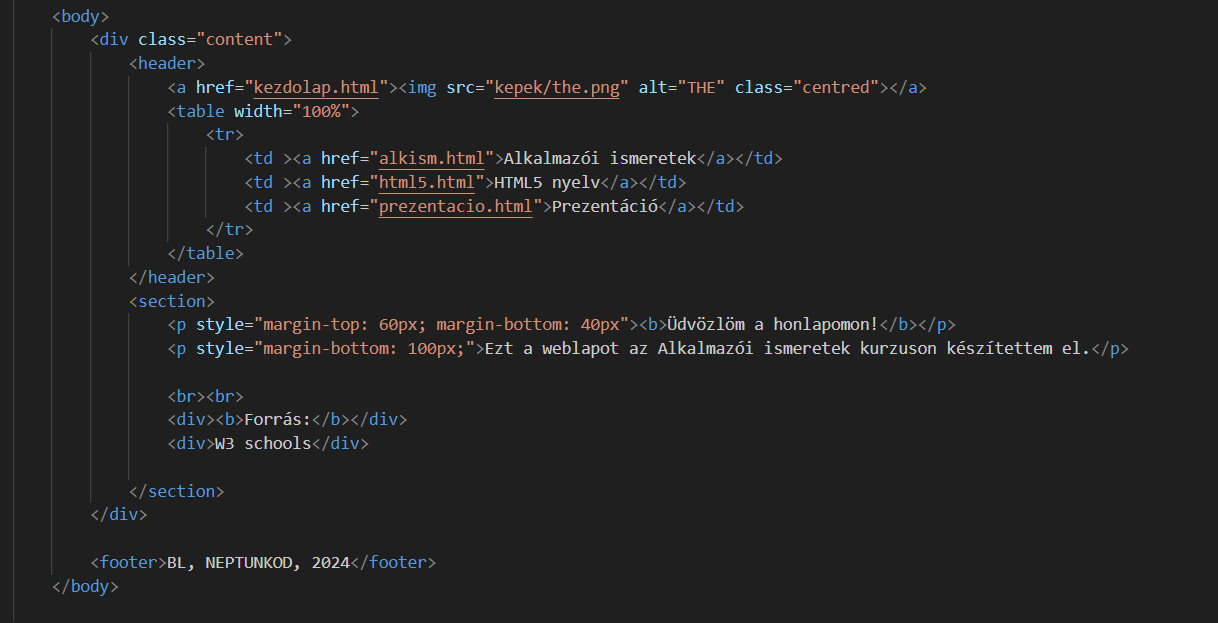 <body>
<div class="content">
<header>
<a href="kezdolap.html"><img src="kepek/the.png" alt="THE" class="centred"></a>
<table width="100%">
<tr>
<td ><a href="alkism.html">Alkalmazói ismeretek</a></td>
<td ><a href="html5.html">HTML5 nyelv</a></td>
<td ><a href="prezentacio.html">Prezentáció</a></td>
</tr>
</table>
</header>
<section>
<p style="margin-top: 60px; margin-bottom: 40px"><b>Üdvözlöm a honlapomon!</b></p>
<p style="margin-bottom: 100px;">Ezt a weblapot az Alkalmazói ismeretek kurzuson készítettem el.</p>
<br><br>
<div><b>Forrás:</b></div>
<div>W3 schools</div>
</section>
</div>
<footer>BL, NEPTUNKOD, 2024</footer>
</body>